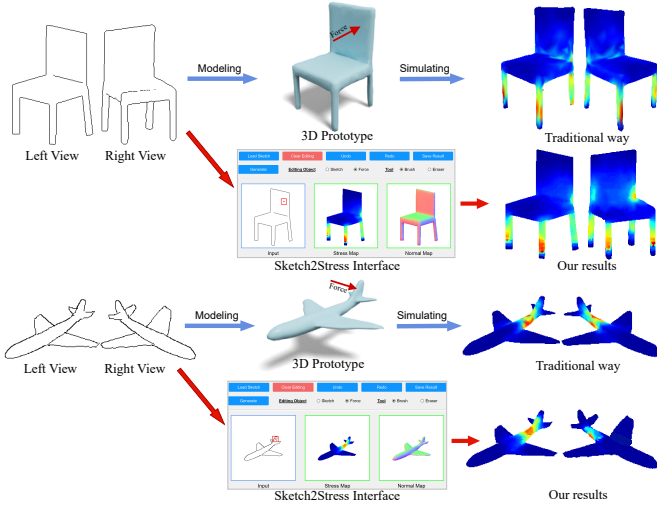 Modeling
Force
Simulating
Left View
Right View
3D Prototype
Traditional way
Load Sketch
Clear Editing
Undo
Redo
Save Result
Generate
Editing Object
Sketch
Force
Tool
Brush
Eraser
Input
Stress Map
Normal Map
Sketch2Stress Interface
Our results
Modeling
Force
Simulating
Left View
Right View
3D Prototype
Traditional way
Load Sketch
Clear Editing
Undo
Redo
Save Result
Generate
Editing Object
Sketch
Force
Tool
Brush
Eraser
Input
Stress Map
Normal Map
Sketch2Stress Interface
Our results